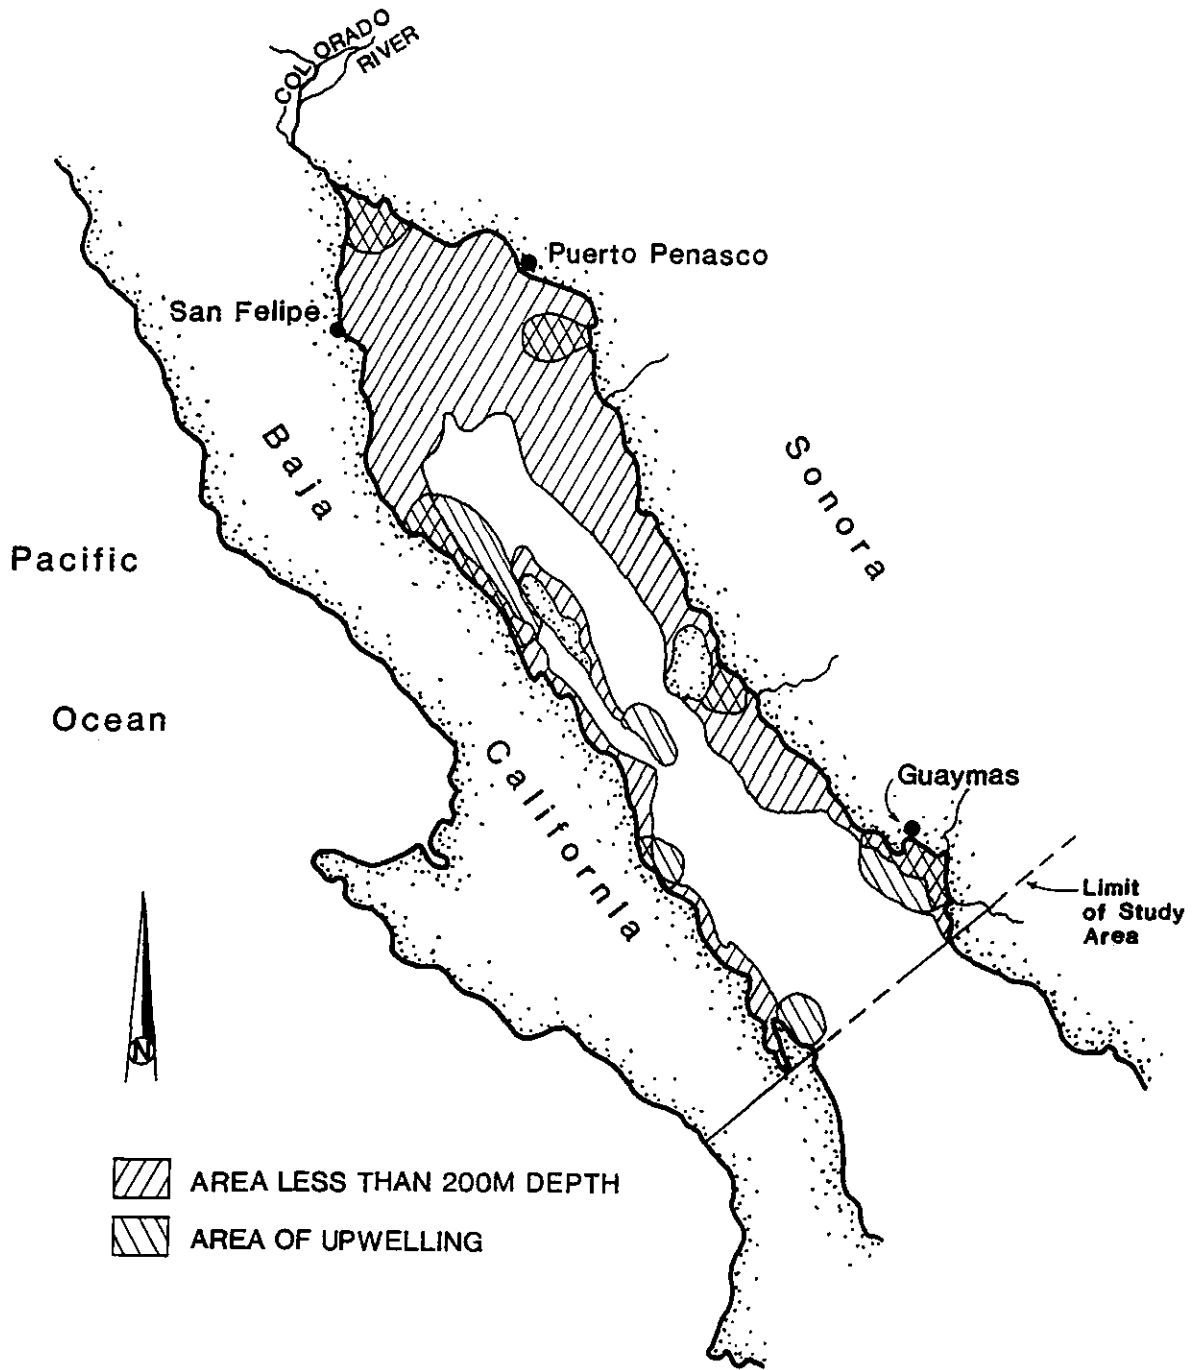 COLORADO
RIVER
Puerto Penasco
San Felipe
Baja
Sonora
Pacific
Ocean
California
Guaymas
Limit
of Study
Area
N
AREA LESS THAN 200M DEPTH
AREA OF UPWELLING